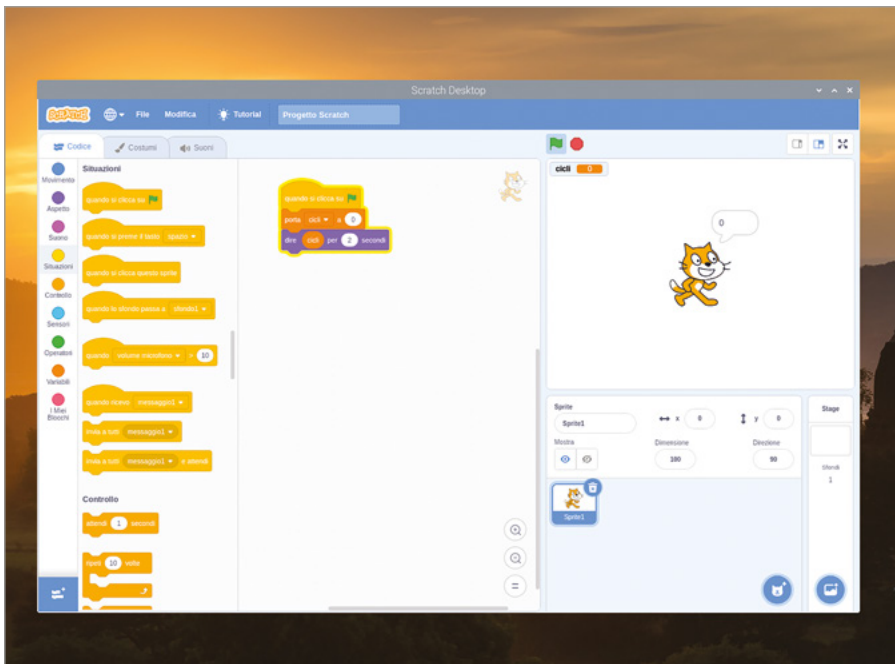 Scratch Desktop
SCRATCH
File Modifica Tutorial Progetto Scratch
Codice Costumi Suoni
Movimento
Aspetto
Suono
Situazioni
Controllo
Sensori
Operatori
Variabili
I Miei
Blocchi
Situazioni
quando si clicca su
quando si preme il tasto spazio
quando si clicca questo sprite
quando lo sfondo passa a sfondo1
quando volume microfono > 10
quando ricevo messaggio1
invia a tutti messaggio1
invia a tutti messaggio1 e attendi
Controllo
attendi 1 secondi
ripeti 10 volte
quando si clicca su
porta cicli a 0
dire cicli per 2 secondi
cicli 0
0
Sprite
Sprite1
x 0
y 0
Mostra
Dimensione
100
Direzione
90
Sprite1
Stage
Sfondi
1